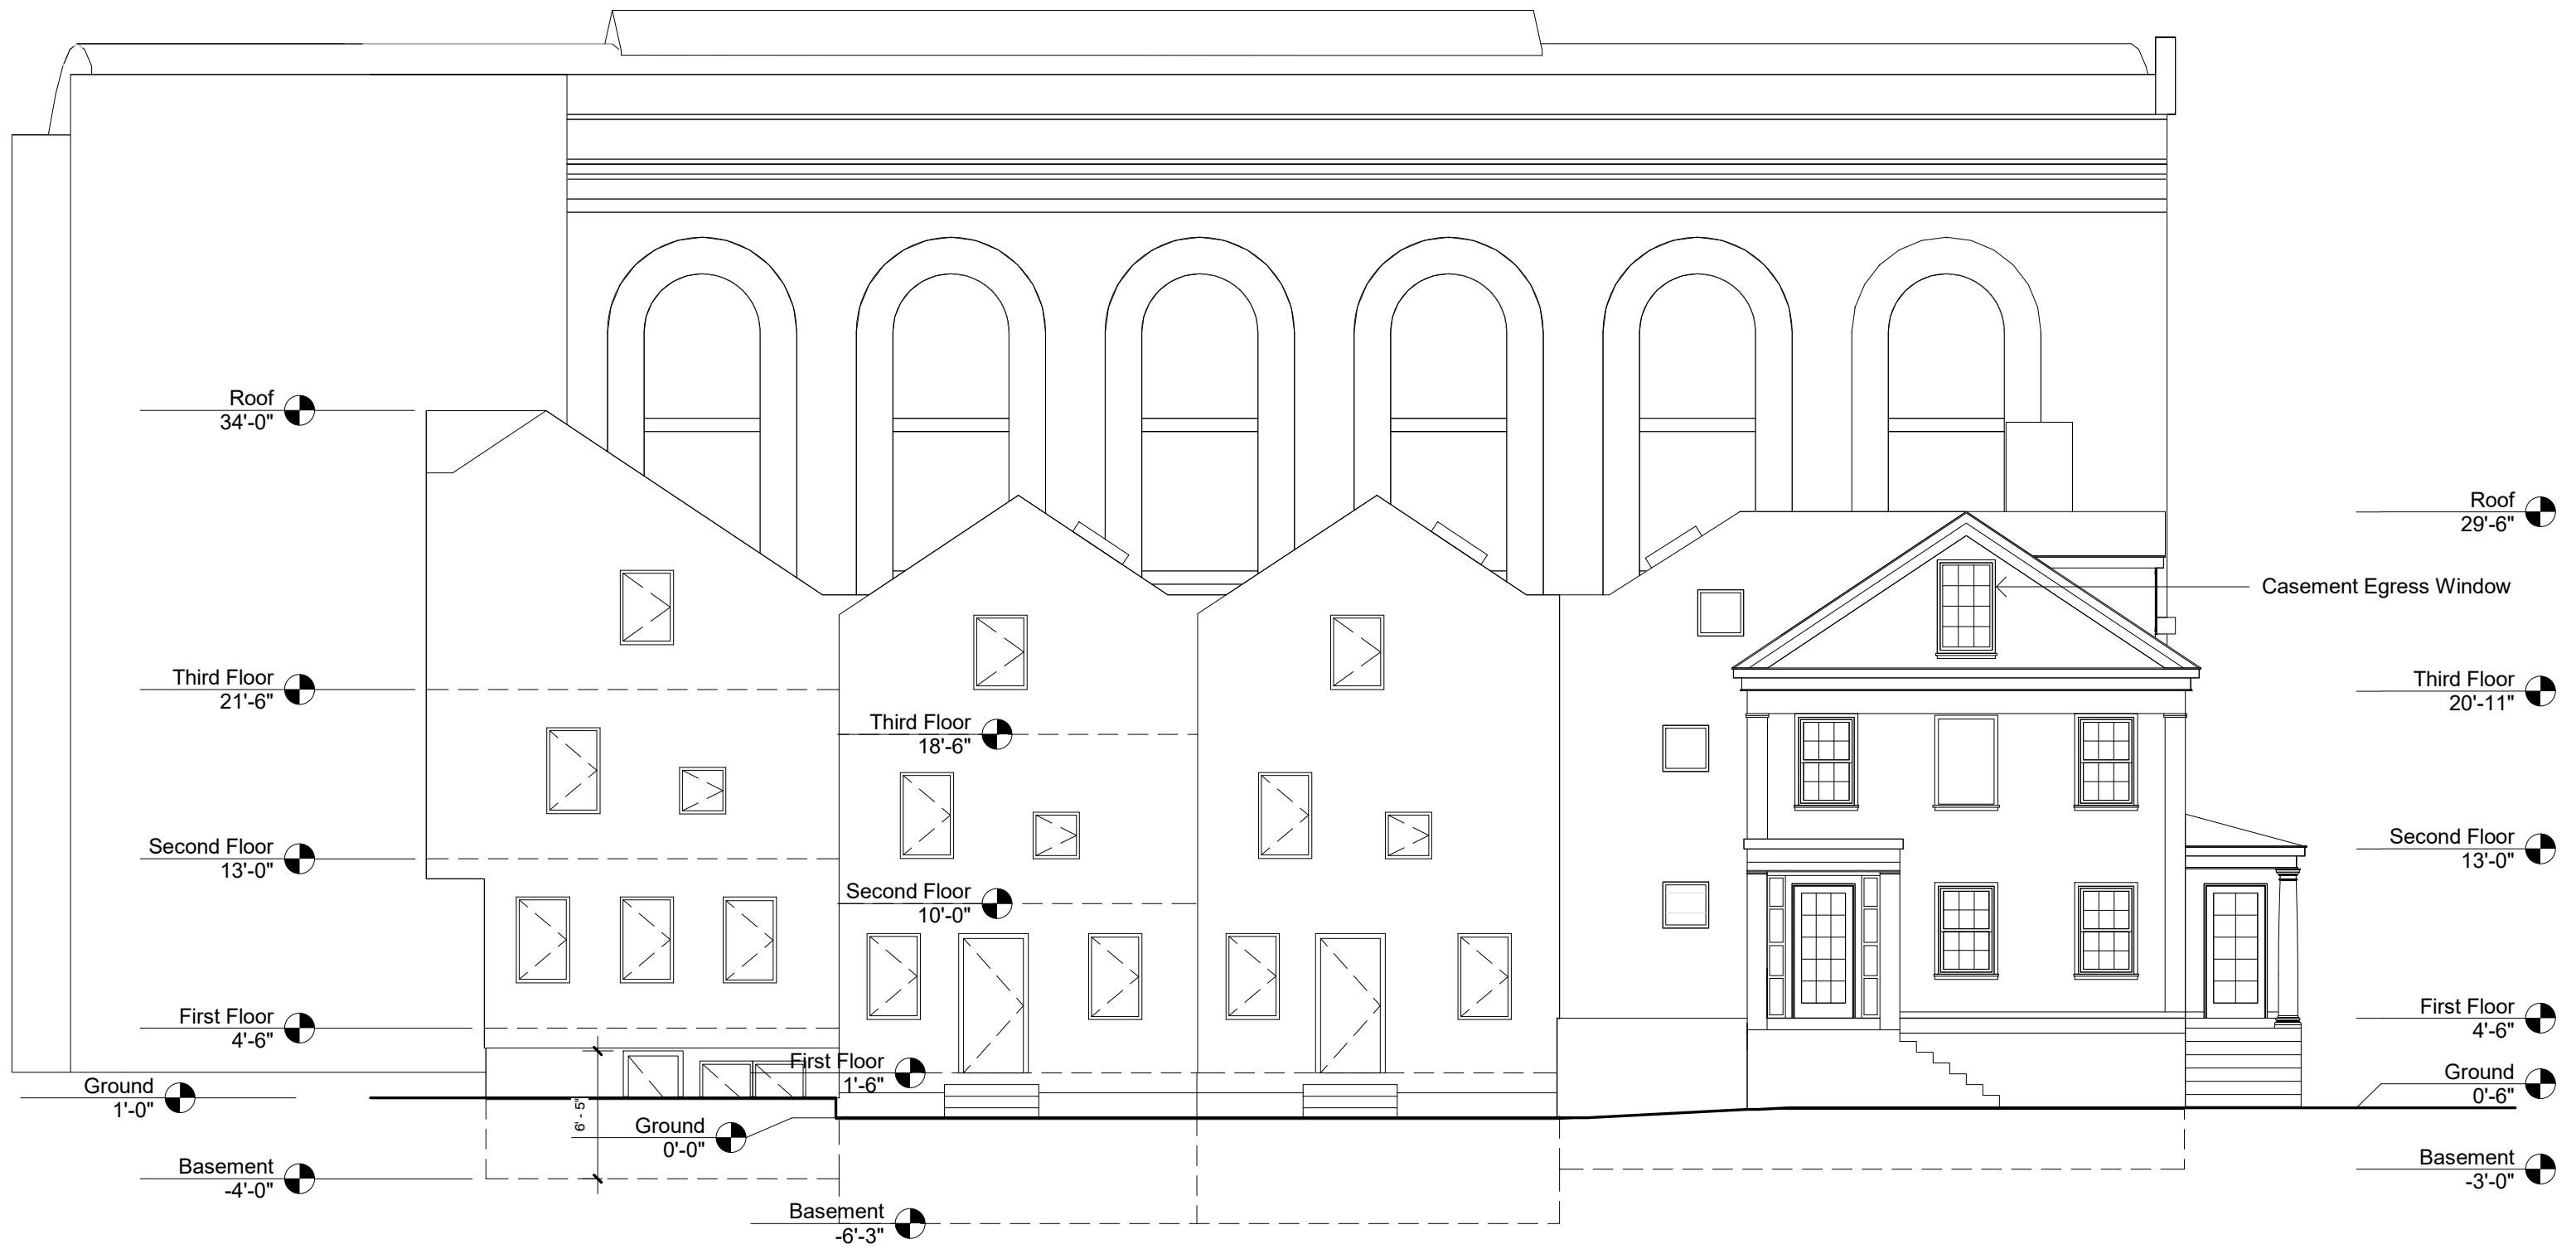 Roof
34'-0"
Third Floor
21'-6"
Second Floor
13'-0"
First Floor
4'-6"
Ground
1'-0"
Basement
-4'-0"
6' - 5"
Third Floor
18'-6"
Second Floor
10'-0"
First Floor
1'-6"
Ground
0'-0"
Basement
-6'-3"
Roof
29'-6"
Casement Egress Window
Third Floor
20'-11"
Second Floor
13'-0"
First Floor
4'-6"
Ground
0'-6"
Basement
-3'-0"